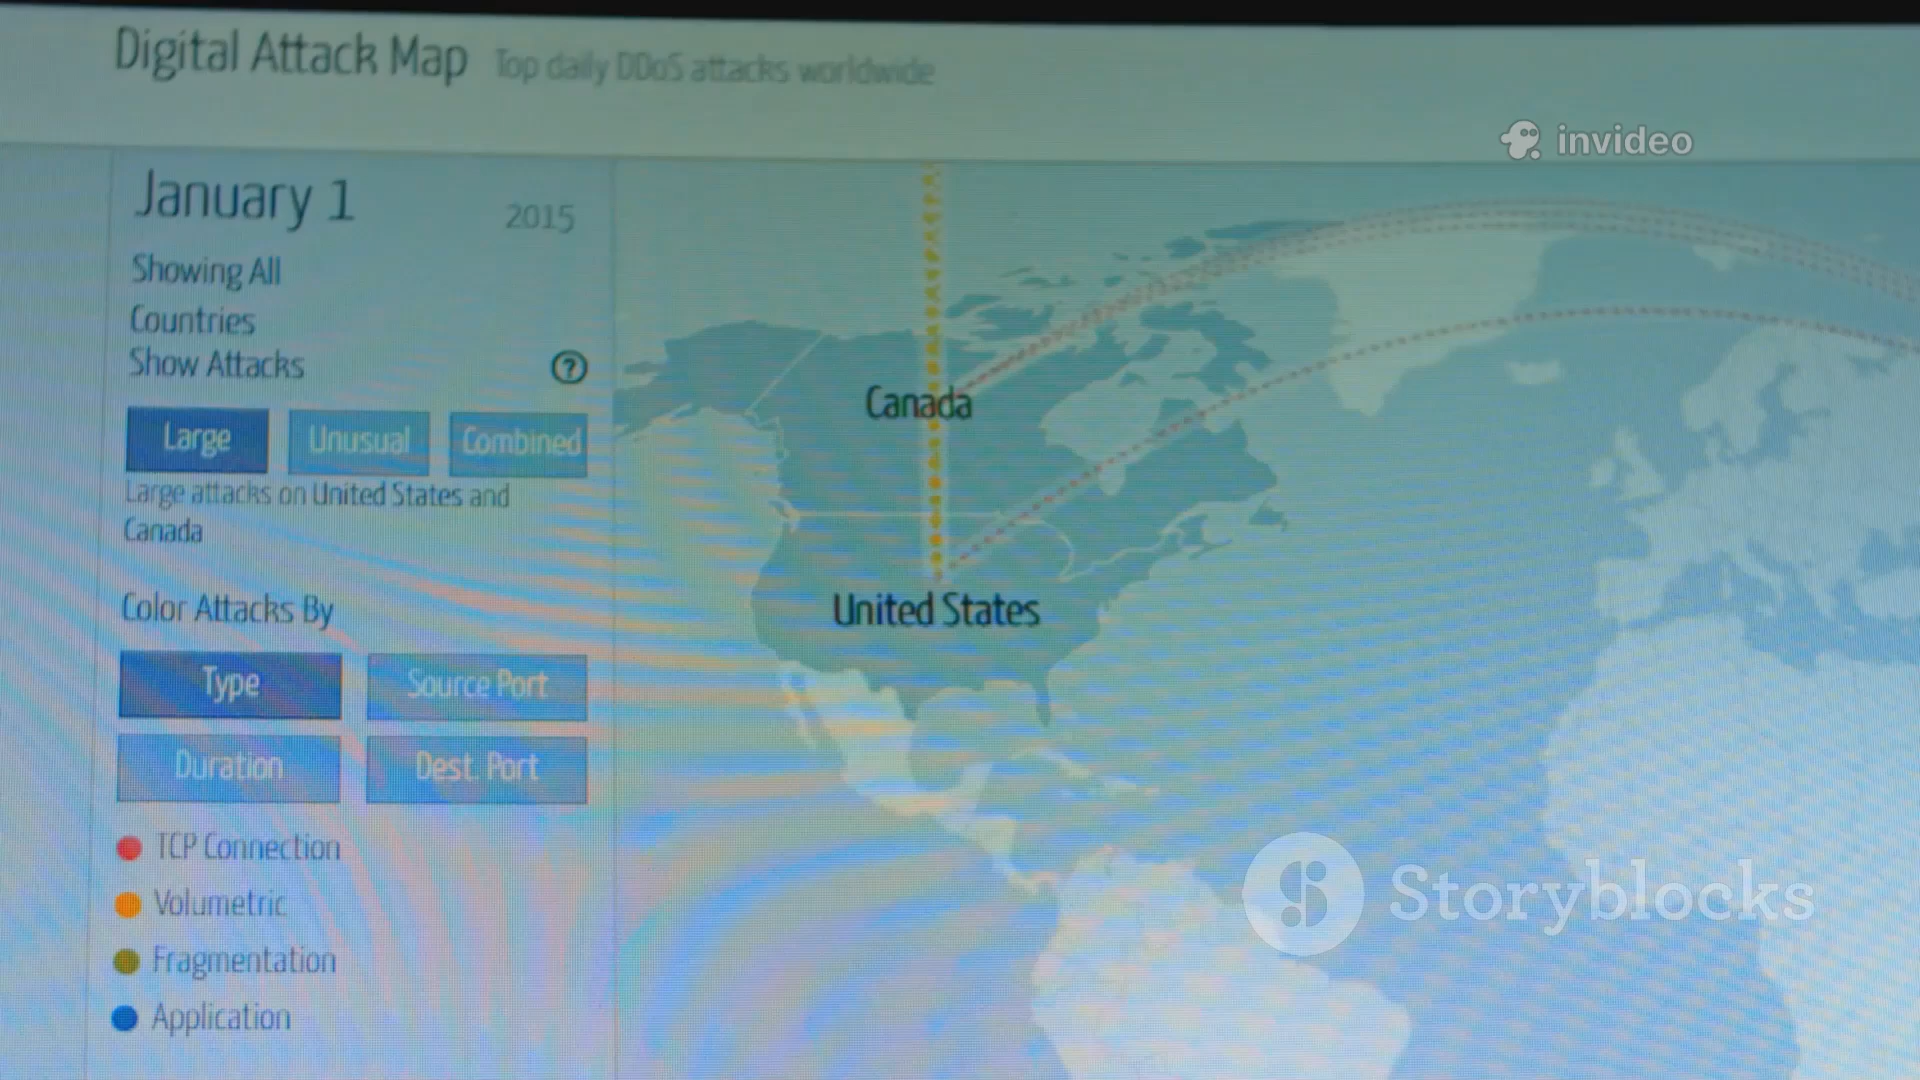 Digital Attack Map Top daily DDoS attacks worldwide
invideo
January 1 2015
Showing All
Countries
Show Attacks ?
Large Unusual Combined
Large attacks on United States and
Canada
Color Attacks By
Type Source Port
Duration Dest. Port
TCP Connection
Volumetric
Fragmentation
Application
Canada
United States
Storyblocks